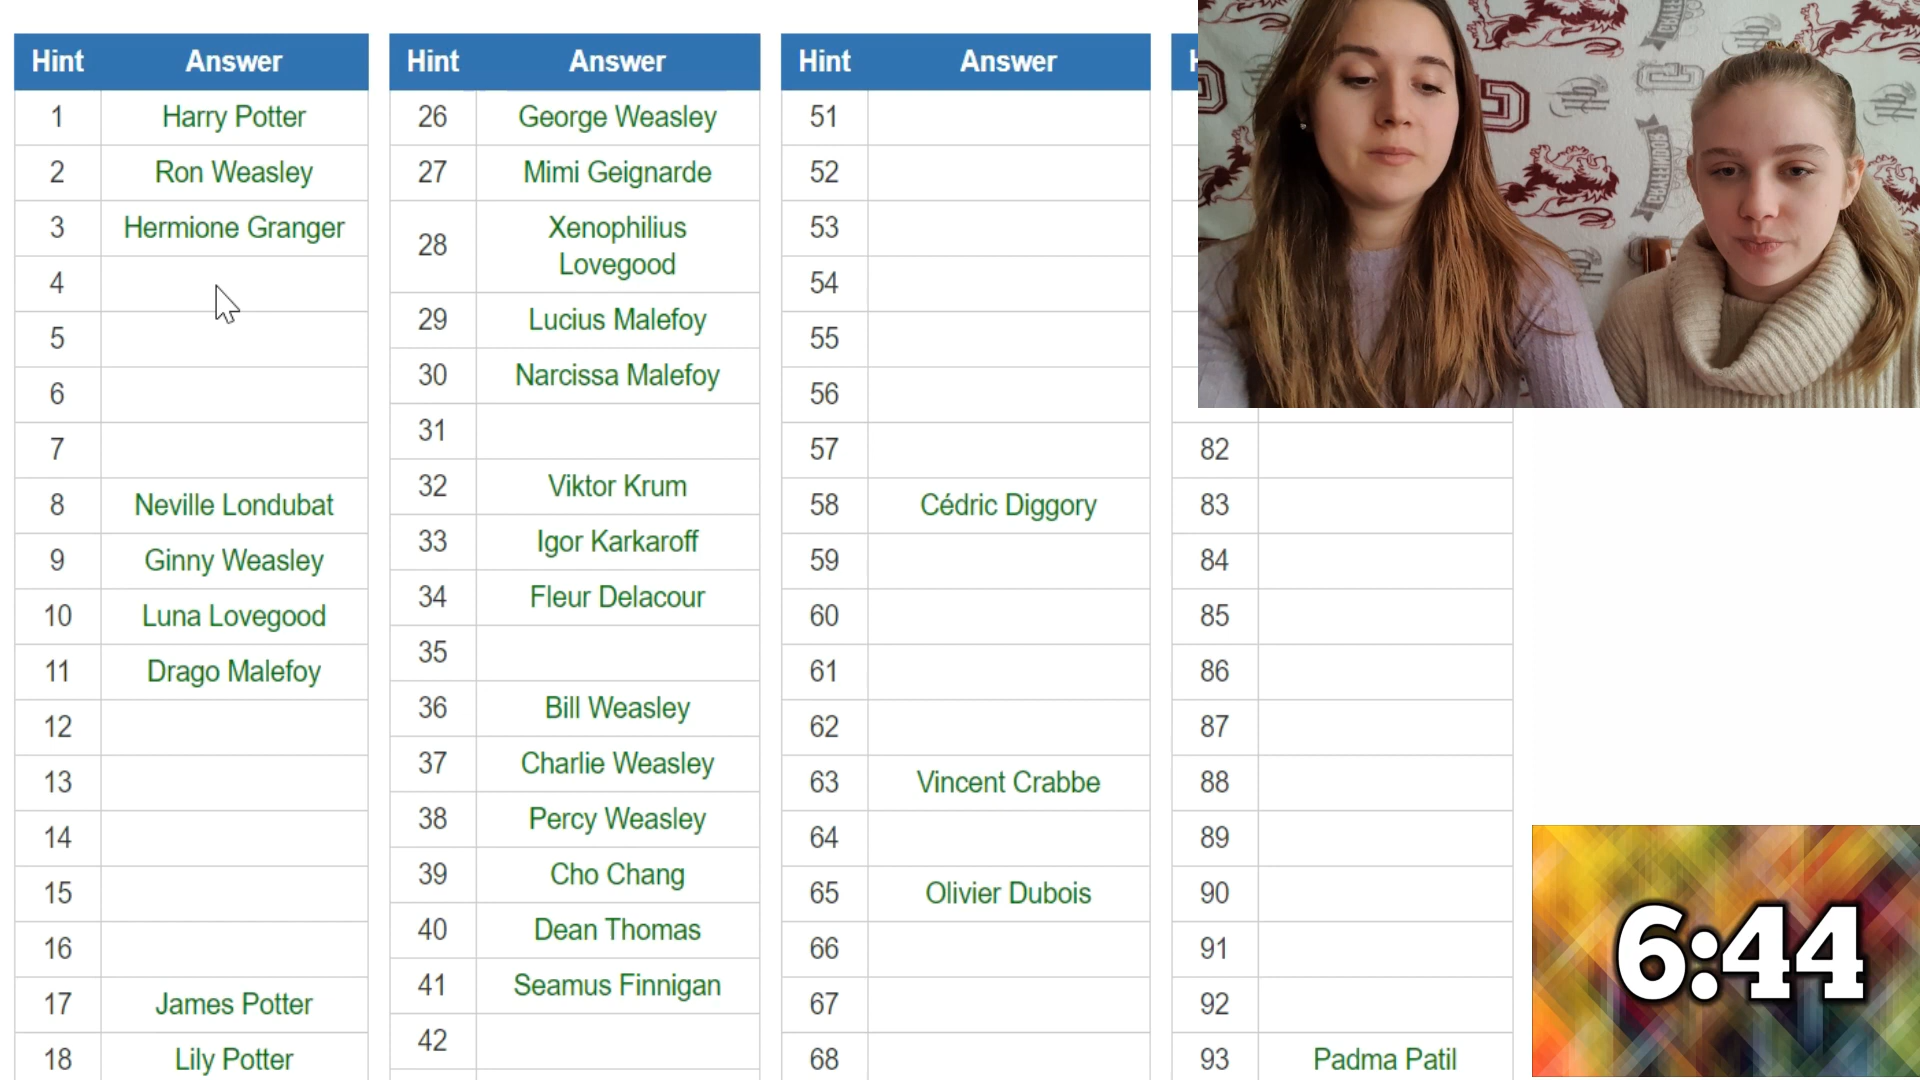 Hint Answer
1 Harry Potter
2 Ron Weasley
3 Hermione Granger
4
5
6
7
8 Neville Londubat
9 Ginny Weasley
10 Luna Lovegood
11 Drago Malefoy
12
13
14
15
16
17 James Potter
18 Lily Potter
Hint Answer
26 George Weasley
27 Mimi Geignarde
28 Xenophilius
Lovegood
29 Lucius Malefoy
30 Narcissa Malefoy
31
32 Viktor Krum
33 Igor Karkaroff
34 Fleur Delacour
35
36 Bill Weasley
37 Charlie Weasley
38 Percy Weasley
39 Cho Chang
40 Dean Thomas
41 Seamus Finnigan
42
Hint Answer
51
52
53
54
55
56
57
58 Cédric Diggory
59
60
61
62
63 Vincent Crabbe
64
65 Olivier Dubois
66
67
68
82
83
84
85
86
87
88
89
90
91
92
93 Padma Patil
6:44